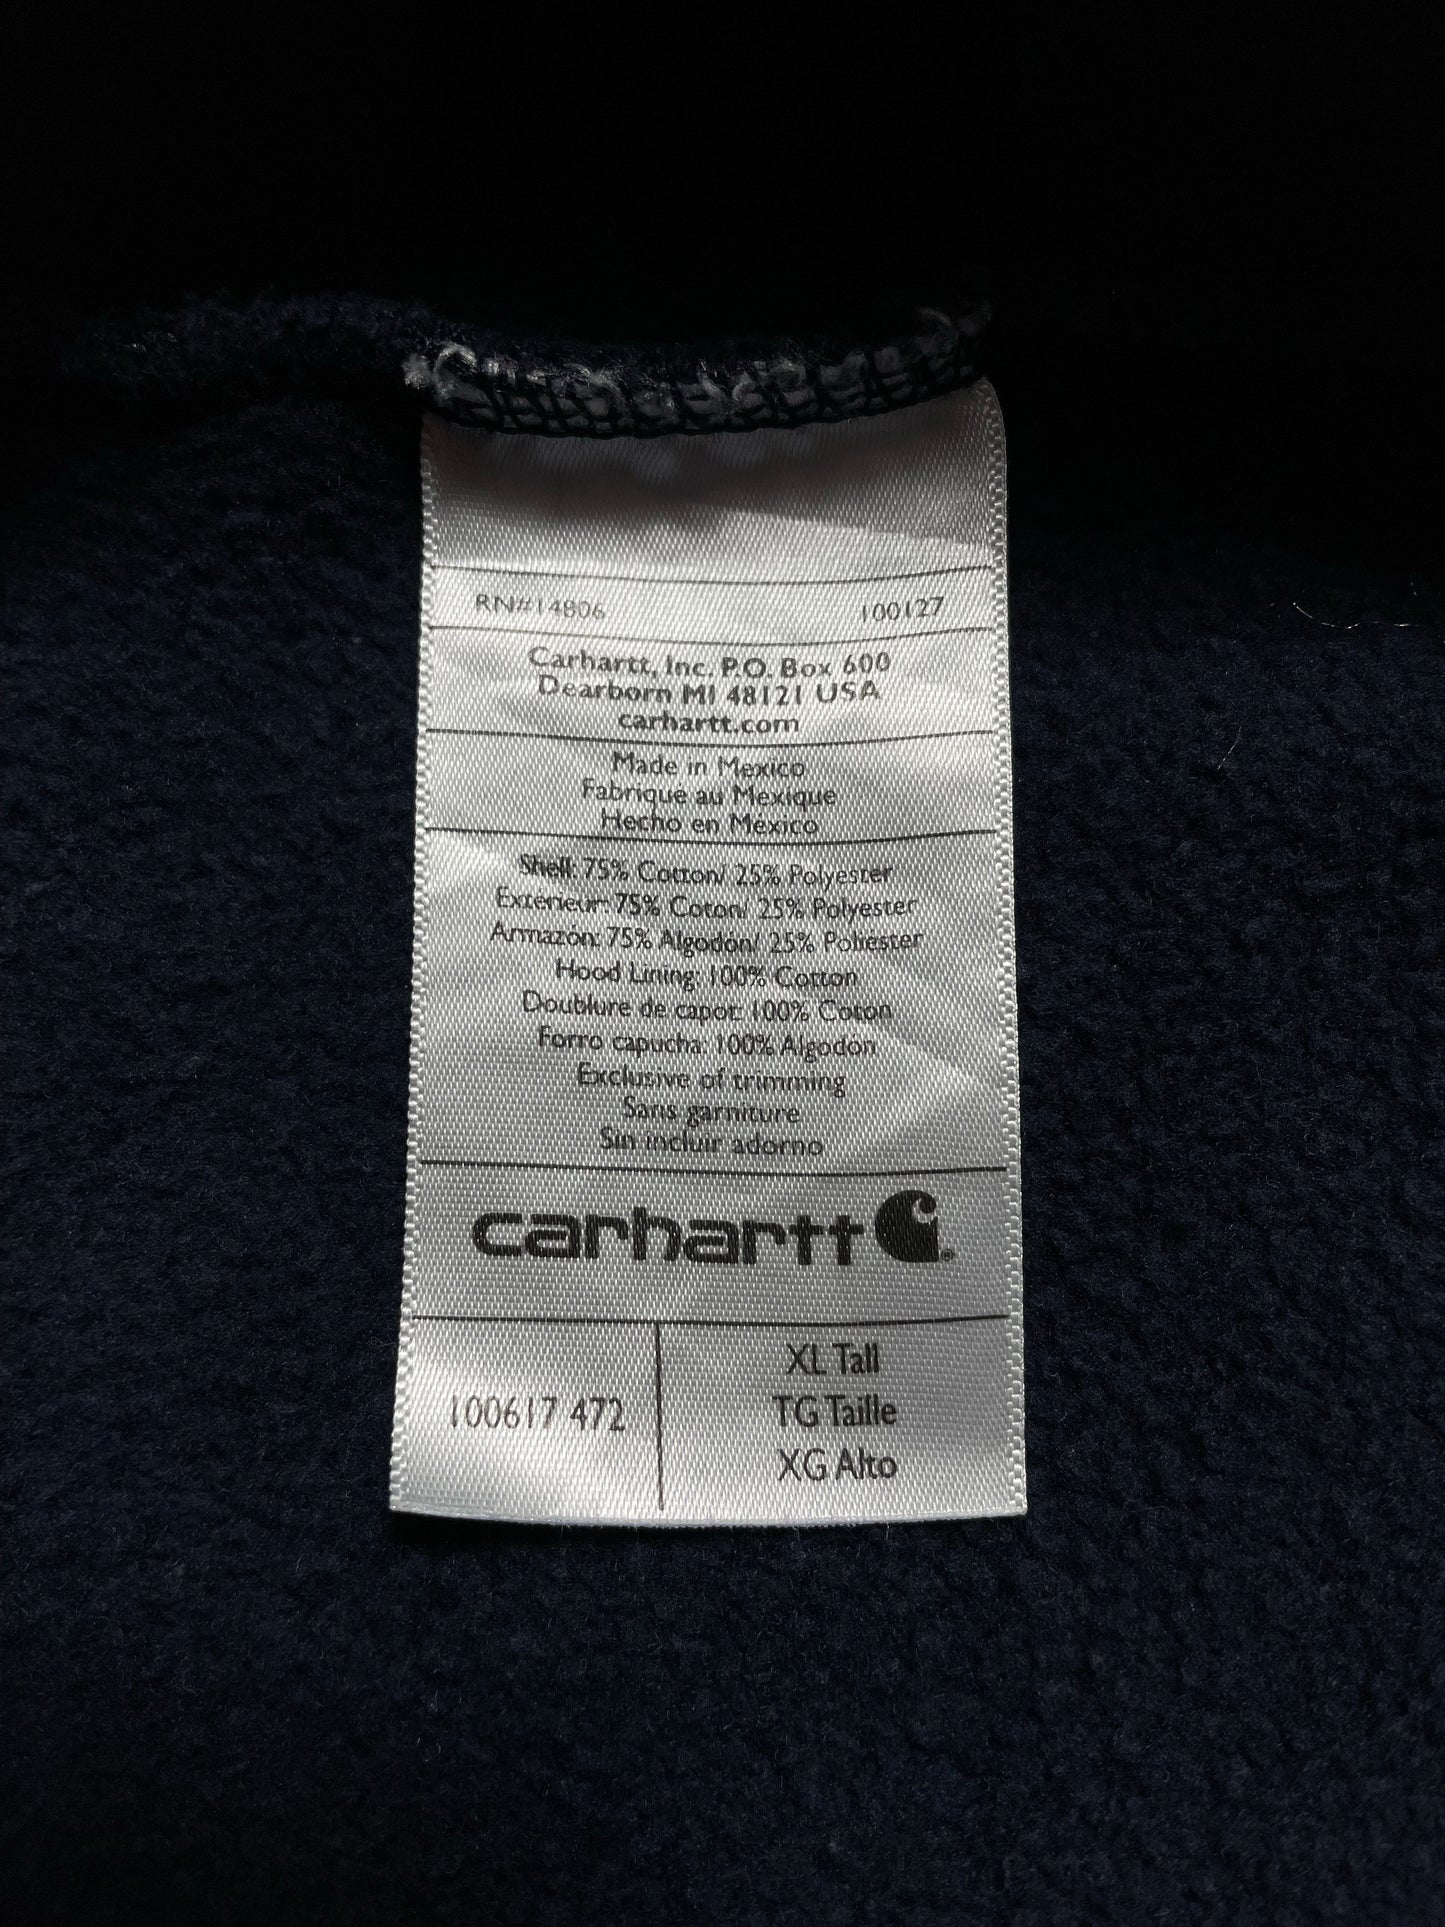 RN#14806 100127
Carhartt, Inc. P.O. Box 600
Dearborn MI 48121 USA
carhartt.com
Made in Mexico
Fabrique au Mexique
Hecho en Mexico
Shell: 75% Cotton/ 25% Polyester
Exterieur: 75% Coton/ 25% Polyester
Armazon: 75% Algodon/ 25% Poliester
Hood Lining: 100% Cotton
Doublure de capot: 100% Coton
Forro capucha: 100% Algodon
Exclusive of trimming
Sans garniture
Sin incluir adorno
carhartt®
100617 472
XL Tall
TG Taille
XG Alto